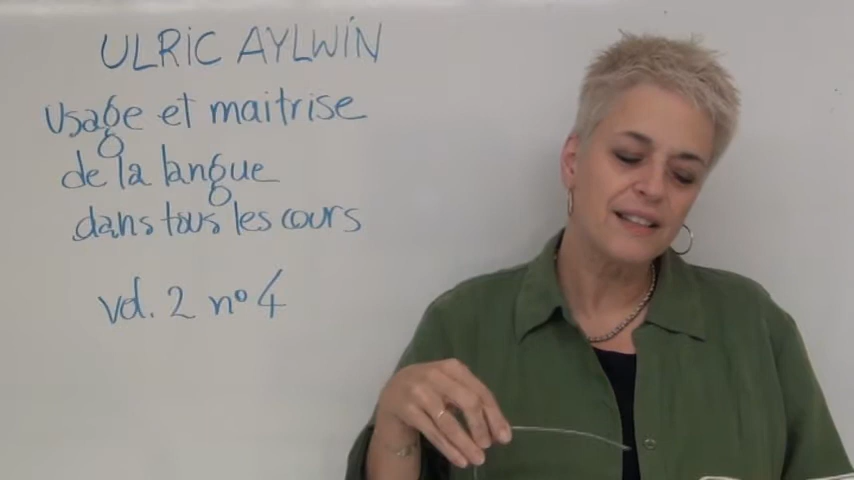 ULRIC AYLWIN
Usage et maitrise
de la langue
dans tous les cours
vol. 2 nº 4